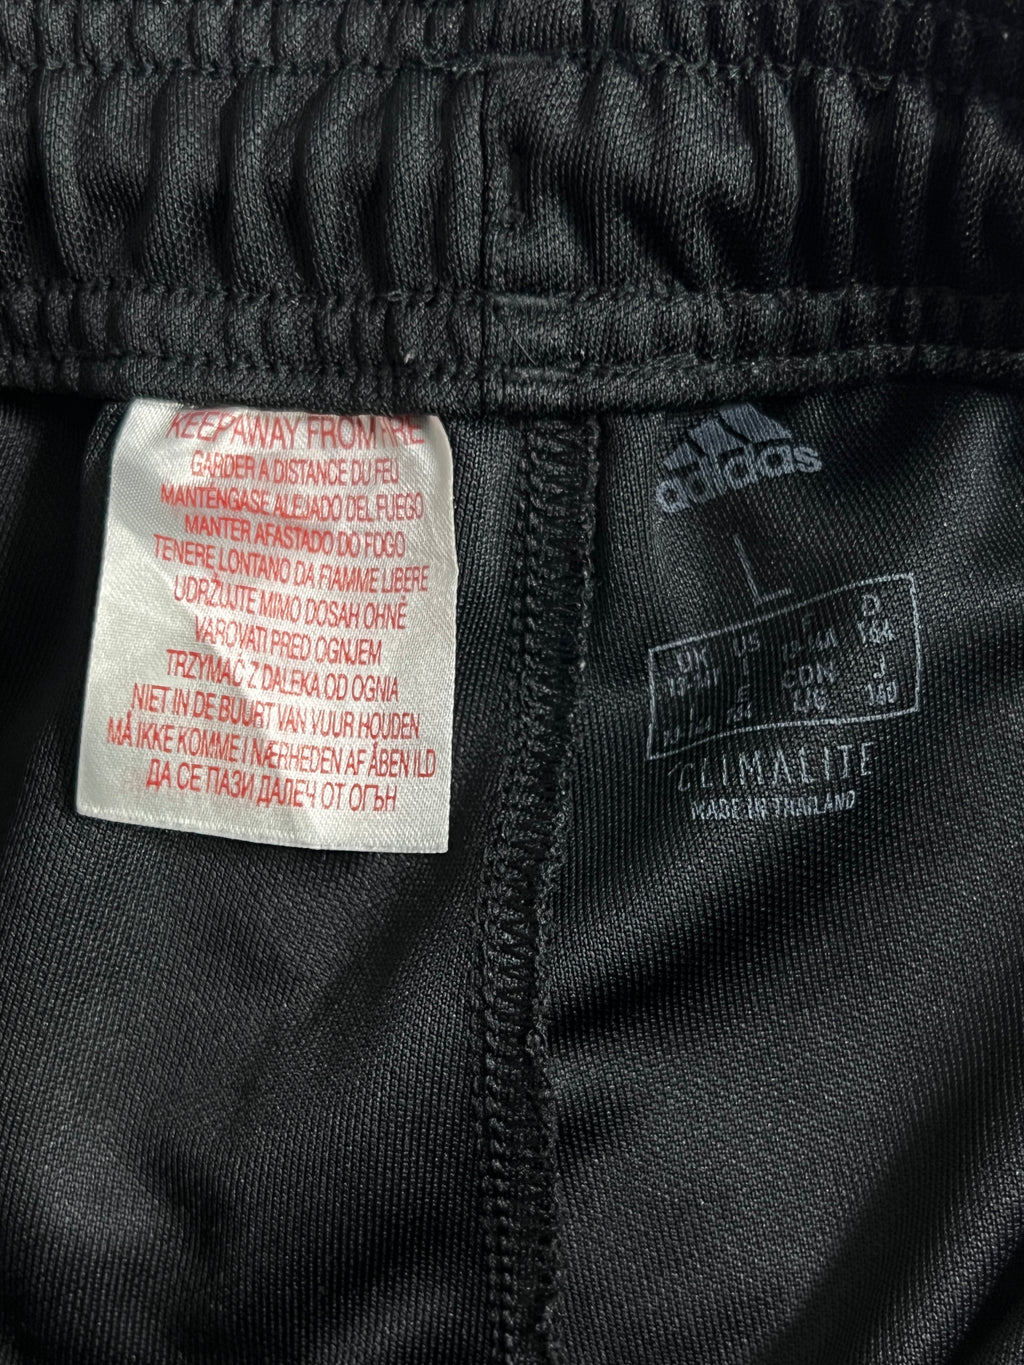 KEEP AWAY FROM FIRE
GARDER A DISTANCE DU FEU
MANTENGASE ALEJADO DEL FUEGO
MANTER AFASTADO DO FOGO
TENERE LONTANO DA FIAMME LIBERE
UDRŽUJTE MIMO DOSAH OHNĚ
VAROVATI PRED OGNJEM
TRZYMAĆ Z DALEKA OD OGNIA
NIET IN DE BUURT VAN VUUR HOUDEN
MÅ IKKE KOMME I NÆRHEDEN AF ÅBEN ILD
ДА СЕ ПАЗИ ДАЛЕЧ ОТ ОГЪН
adidas
L
UK US D
164
J
160
CLIMALITE
MADE IN THAILAND